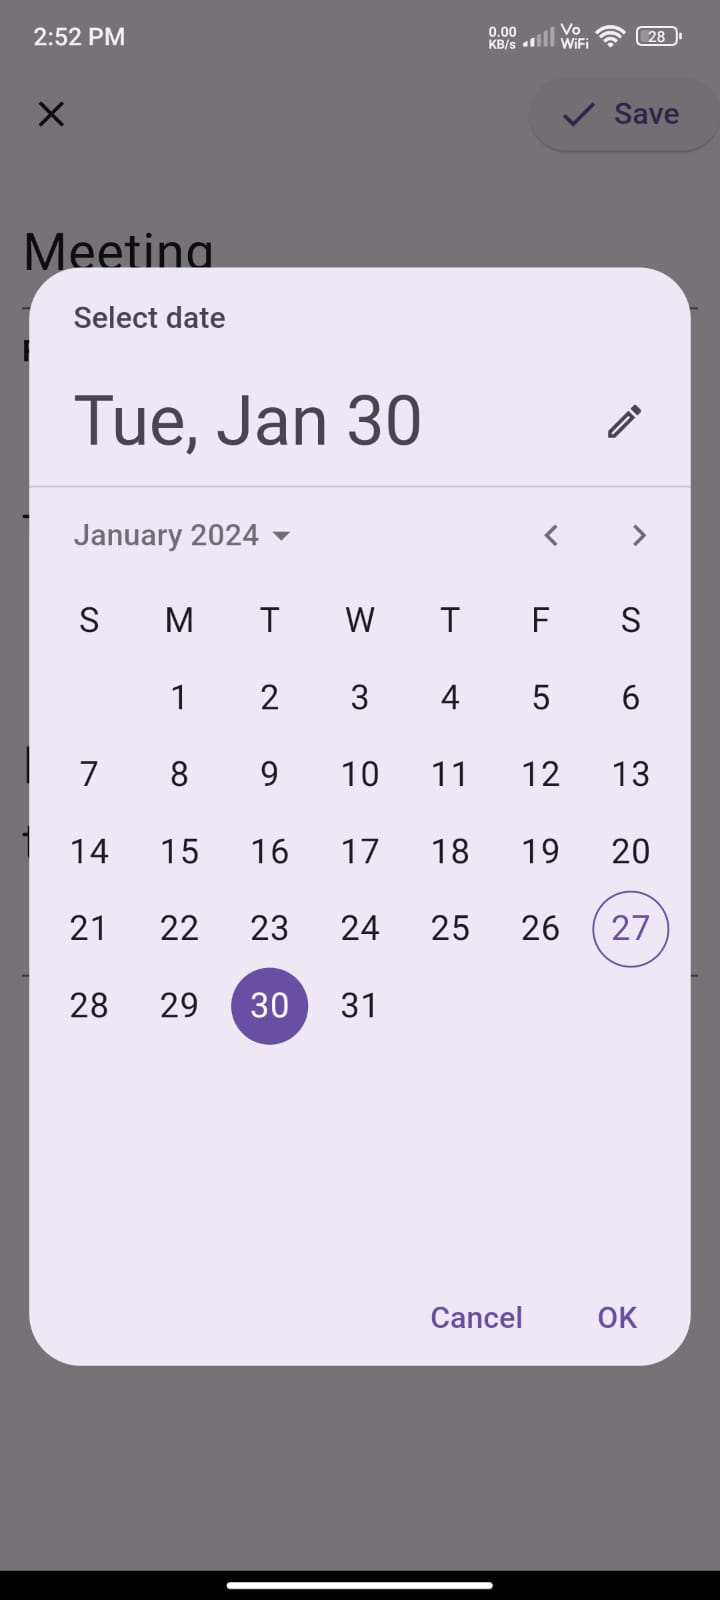 2:52 PM
0.00 KB/s Vo WiFi 28
Save
Meeting
Select date
Tue, Jan 30
January 2024
S M T W T F S
1 2 3 4 5 6
7 8 9 10 11 12 13
14 15 16 17 18 19 20
21 22 23 24 25 26 27
28 29 30 31
Cancel OK